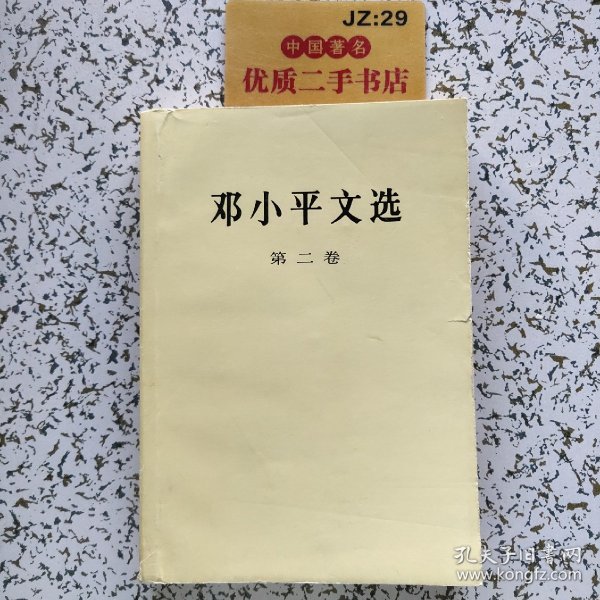 JZ:29
中国著名
优质二手书店
邓小平文选
第二卷
孔夫子旧书网
www.kongfz.com